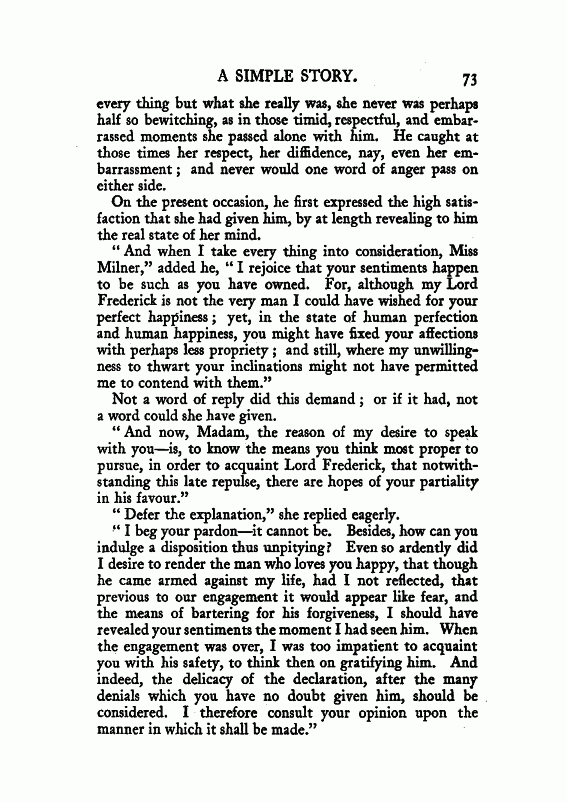 A SIMPLE STORY. 73
every thing but what she really was, she never was perhaps
half so bewitching, as in those timid, respectful, and embar-
rassed moments she passed alone with him. He caught at
those times her respect, her diffidence, nay, even her em-
barrassment ; and never would one word of anger pass on
either side.
On the present occasion, he first expressed the high satis-
faction that she had given him, by at length revealing to him
the real state of her mind.
“ And when I take every thing into consideration, Miss
Milner,” added he, “ I rejoice that your sentiments happen
to be such as you have owned. For, although my Lord
Frederick is not the very man I could have wished for your
perfect happiness ; yet, in the state of human perfection
and human happiness, you might have fixed your affections
with perhaps less propriety ; and still, where my unwilling-
ness to thwart your inclinations might not have permitted
me to contend with them.”
Not a word of reply did this demand ; or if it had, not
a word could she have given.
“ And now, Madam, the reason of my desire to speak
with you—is, to know the means you think most proper to
pursue, in order to acquaint Lord Frederick, that notwith-
standing this late repulse, there are hopes of your partiality
in his favour.”
“ Defer the explanation,” she replied eagerly.
“ I beg your pardon—it cannot be. Besides, how can you
indulge a disposition thus unpitying? Even so ardently did
I desire to render the man who loves you happy, that though
he came armed against my life, had I not reflected, that
previous to our engagement it would appear like fear, and
the means of bartering for his forgiveness, I should have
revealed your sentiments the moment I had seen him. When
the engagement was over, I was too impatient to acquaint
you with his safety, to think then on gratifying him. And
indeed, the delicacy of the declaration, after the many
denials which you have no doubt given him, should be
considered. I therefore consult your opinion upon the
manner in which it shall be made.”